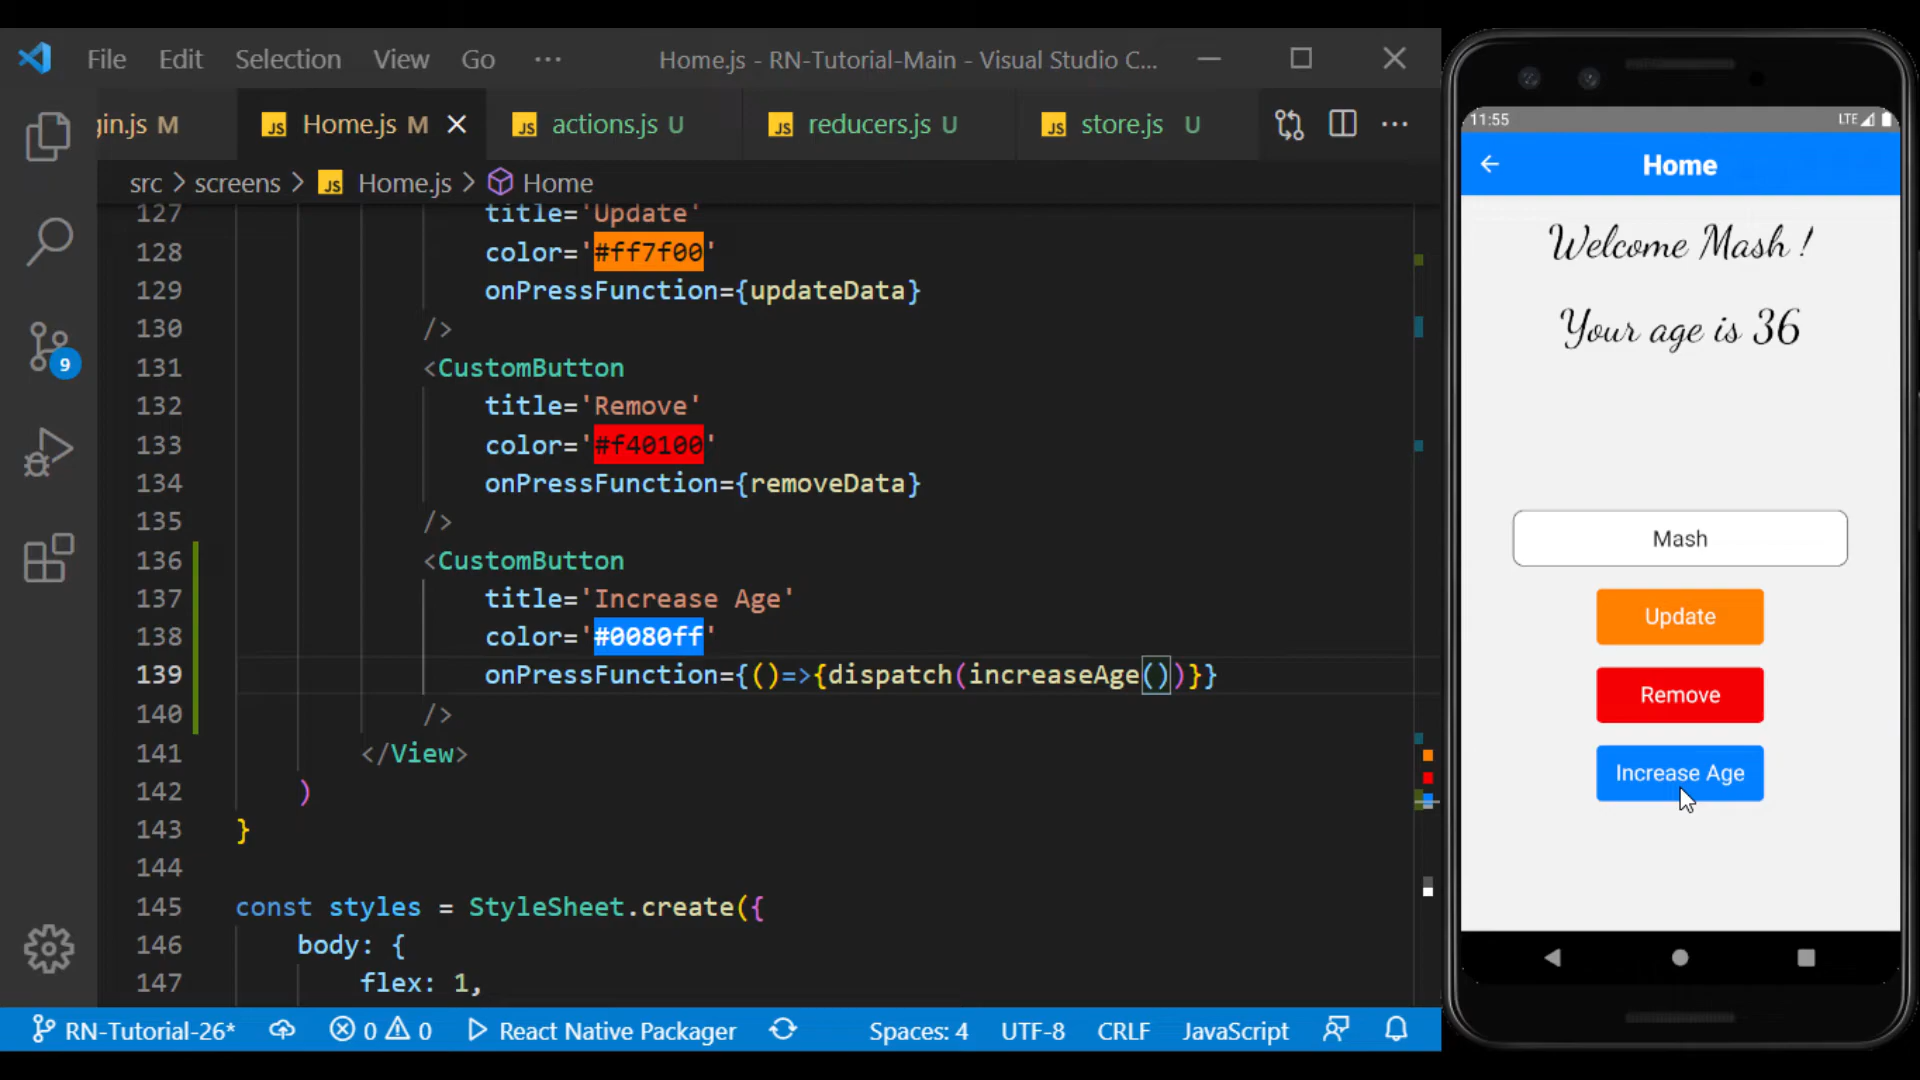 File Edit Selection View Go ··· Home.js - RN-Tutorial-Main - Visual Studio C...
gin.js M Home.js M actions.js U reducers.js U store.js U ···
src > screens > JS Home.js > Home
127 title='Update'
128 color='#ff7f00'
129 onPressFunction={updateData}
130 />
131 <CustomButton
132 title='Remove'
133 color='#f40100'
134 onPressFunction={removeData}
135 />
136 <CustomButton
137 title='Increase Age'
138 color='#0080ff'
139 onPressFunction={()=>{dispatch(increaseAge())}}
140 />
141 </View>
142 )
143 }
144
145 const styles = StyleSheet.create({
146 body: {
147 flex: 1,
9
RN-Tutorial-26* 0 0 React Native Packager Spaces: 4 UTF-8 CRLF JavaScript
11:55 LTE
Home
Welcome Mash !
Your age is 36
Mash
Update
Remove
Increase Age